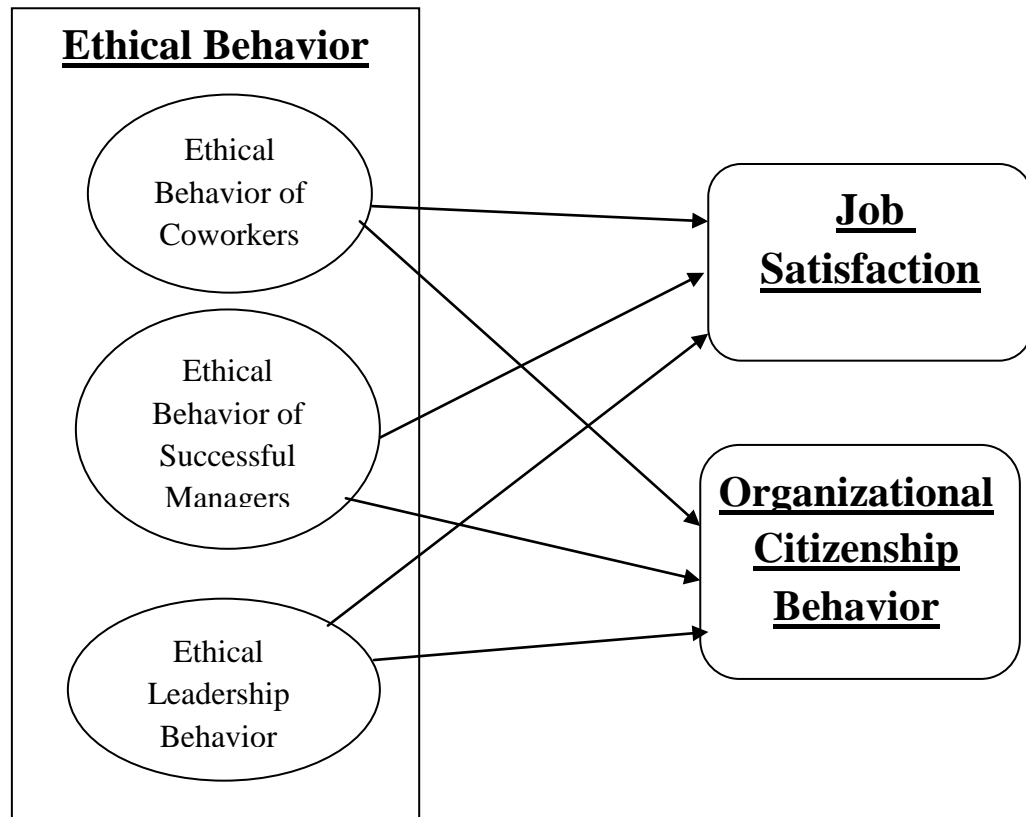 Ethical Behavior
Ethical
Behavior of
Coworkers
Ethical
Behavior of
Successful
Managers
Ethical
Leadership
Behavior
Job
Satisfaction
Organizational
Citizenship
Behavior